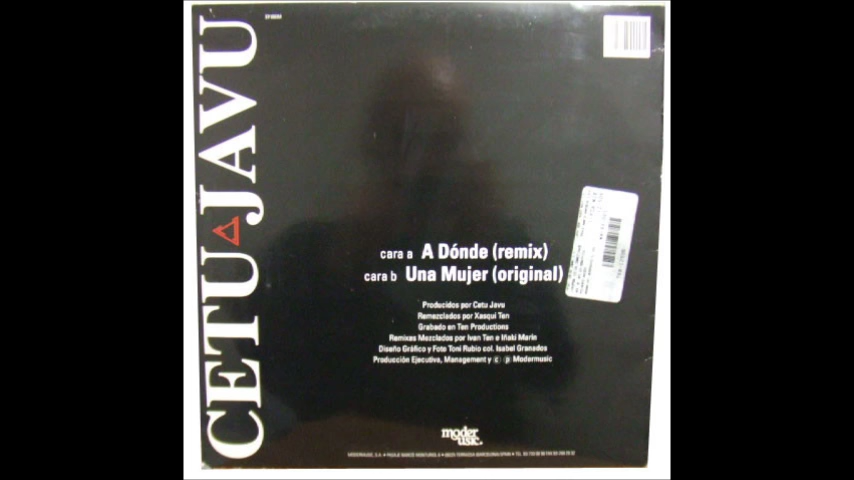 CETU JAVU
cara a A Dónde (remix)
cara b Una Mujer (original)
Producidos por Cetu Javu
Remezclados por Xasqui Ten
Grabado en Ten Productions
Remixes Mezclados por Ivan Ten e Iñaki Marín
Diseño Gráfico y Foto Toni Rubio col. Isabel Granados
Producción Ejecutiva, Management y © ℗ Modermusic
moder
usic.